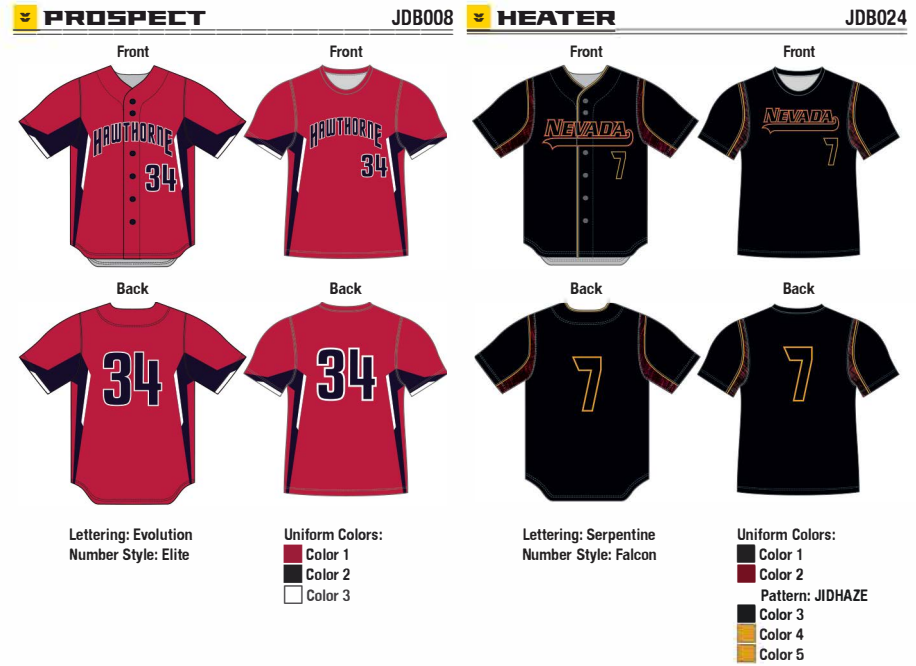 PROSPECT JDB008
Front Front
HAWTHORNE HAWTHORNE
34 34
Back Back
34 34
Lettering: Evolution
Number Style: Elite
Uniform Colors:
Color 1
Color 2
Color 3
HEATER JDB024
Front Front
NEVADA NEVADA
7 7
Back Back
7 7
Lettering: Serpentine
Number Style: Falcon
Uniform Colors:
Color 1
Color 2
Pattern: JIDHAZE
Color 3
Color 4
Color 5